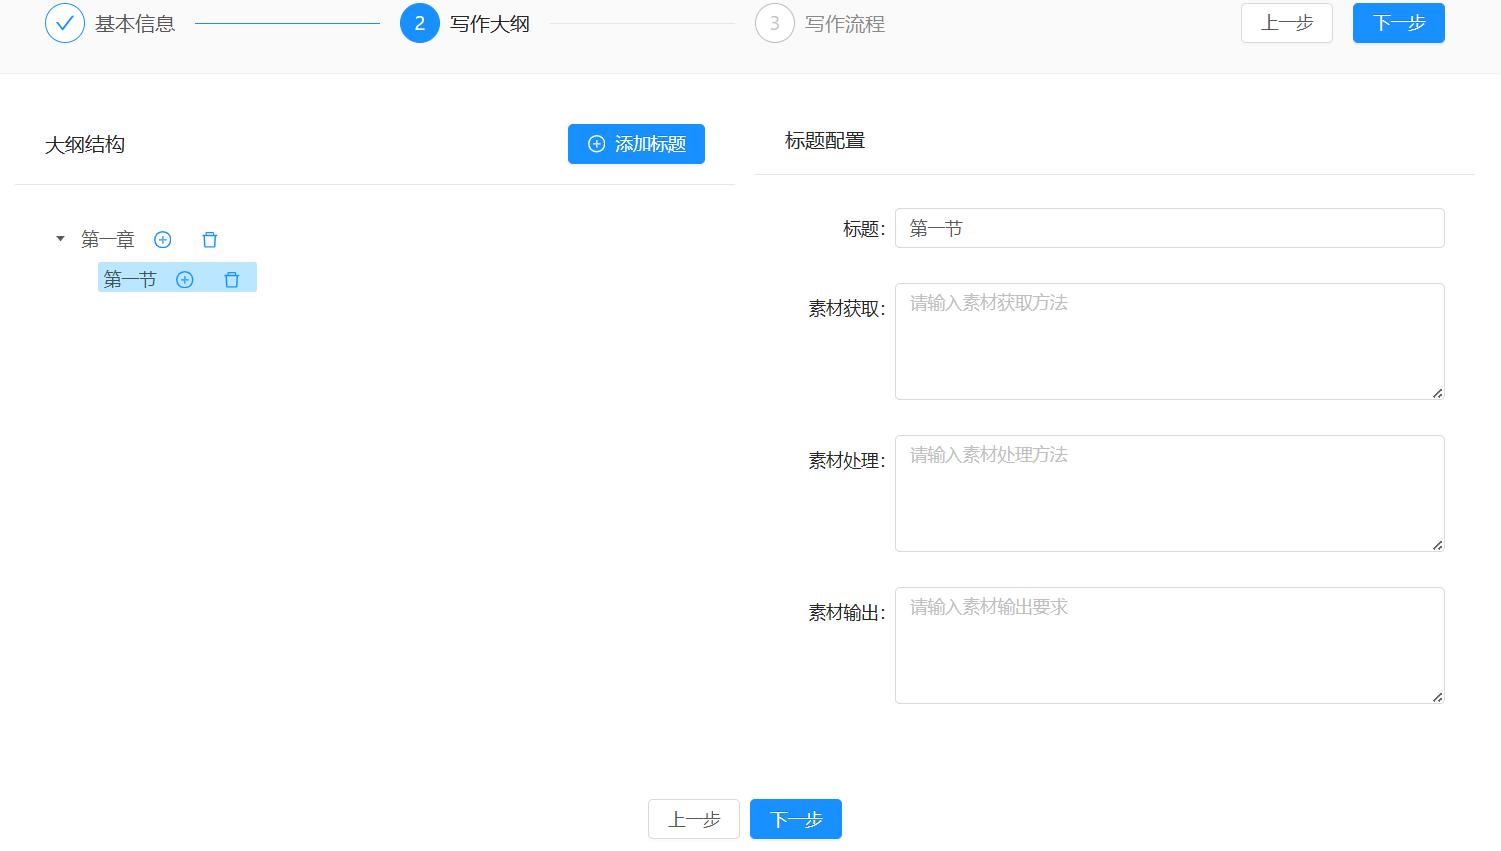 基本信息
2 写作大纲
3 写作流程
上一步 下一步
大纲结构
添加标题
第一章
第一节
标题配置
标题： 第一节
素材获取： 请输入素材获取方法
素材处理： 请输入素材处理方法
素材输出： 请输入素材输出要求
上一步 下一步